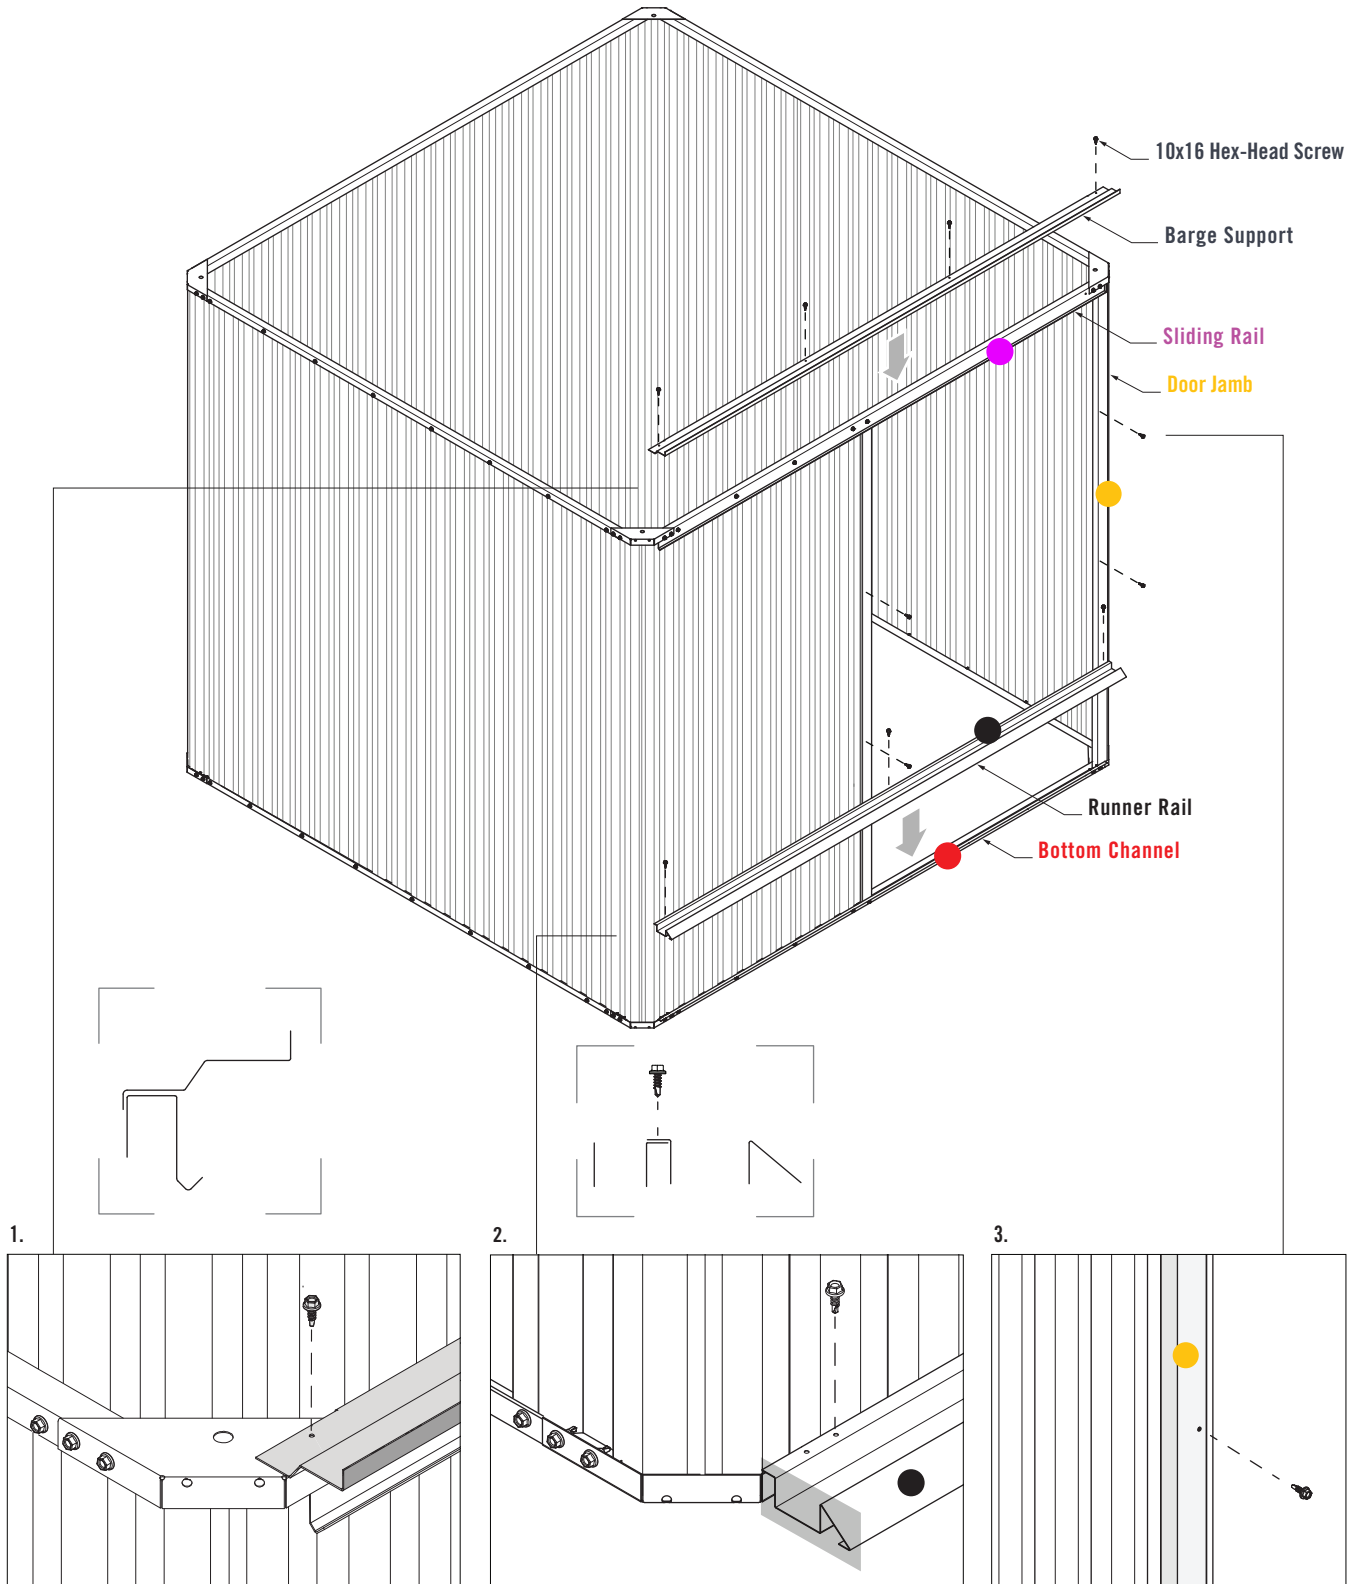 10x16 Hex-Head Screw
Barge Support
Sliding Rail
Door Jamb
Runner Rail
Bottom Channel
1.
2.
3.